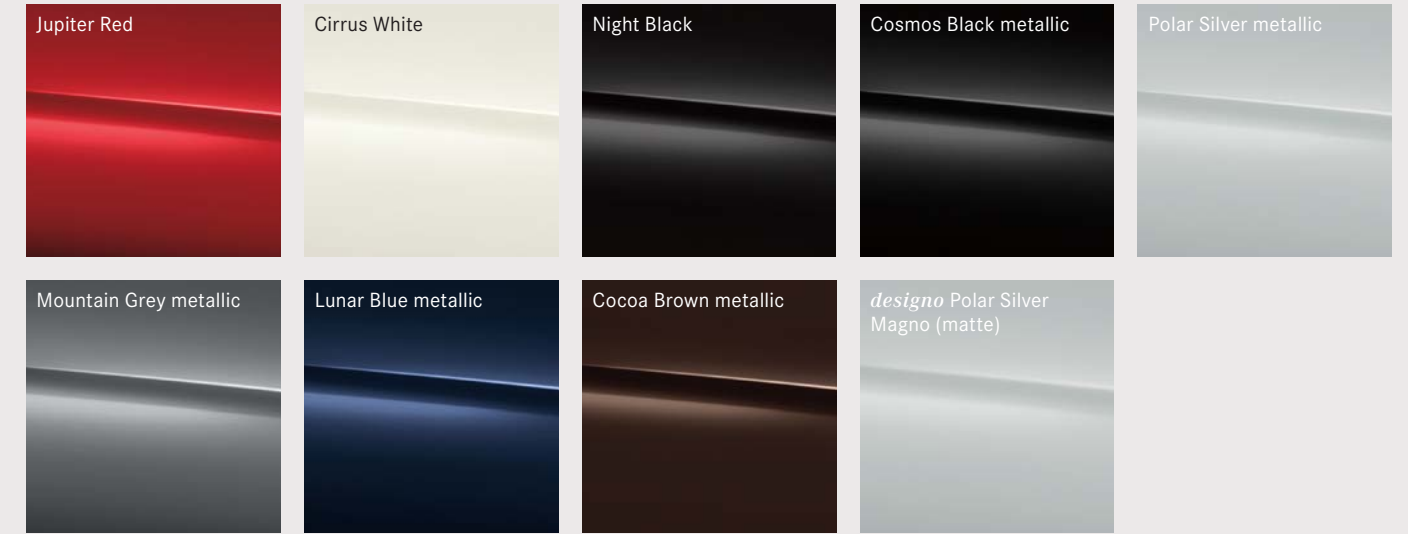 Jupiter Red
Cirrus White
Night Black
Cosmos Black metallic
Polar Silver metallic
Mountain Grey metallic
Lunar Blue metallic
Cocoa Brown metallic
designo Polar Silver
Magno (matte)